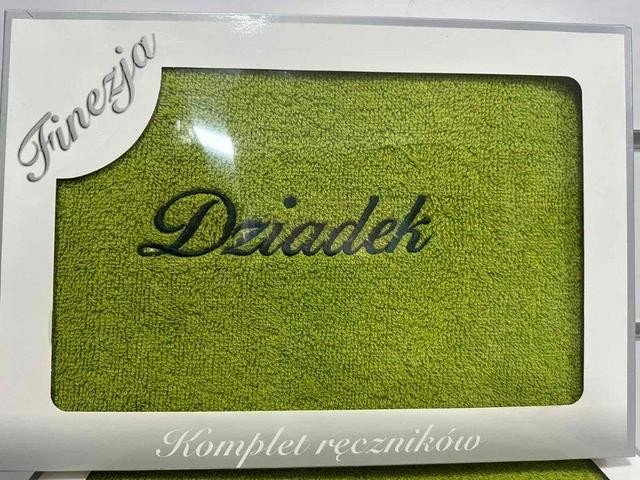 Finezja
Dziadek
Komplet ręczników